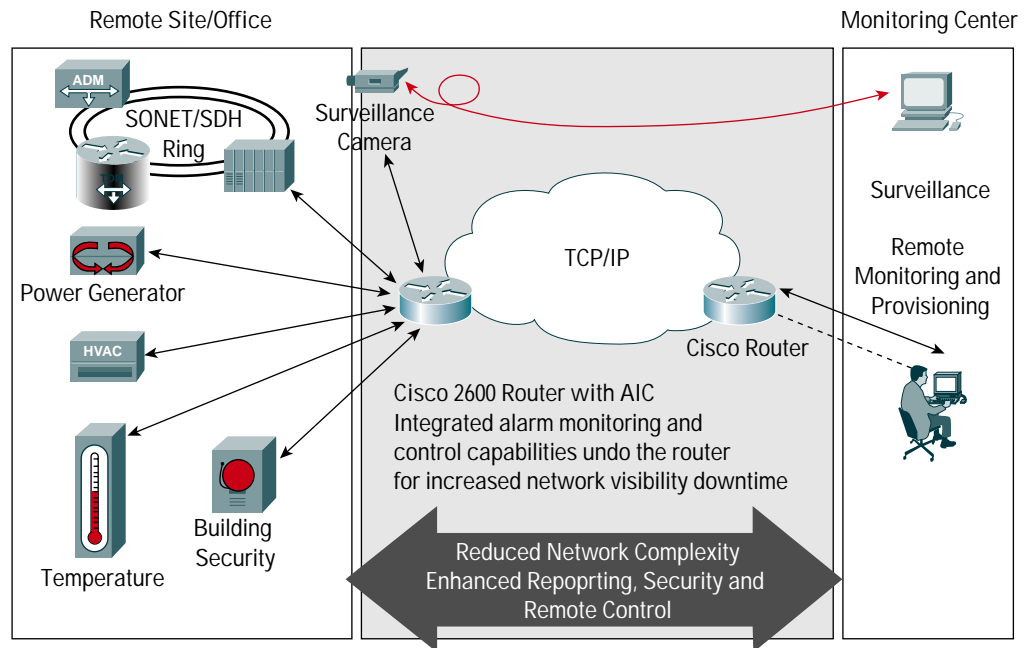 Remote Site/Office
Monitoring Center
ADM
SONET/SDH
Ring
TDM
Surveillance
Camera
Surveillance
TCP/IP
Remote
Monitoring and
Provisioning
Power Generator
HVAC
Cisco Router
Cisco 2600 Router with AIC
Integrated alarm monitoring and
control capabilities undo the router
for increased network visibility downtime
Building
Security
Temperature
Reduced Network Complexity
Enhanced Repoprting, Security and
Remote Control